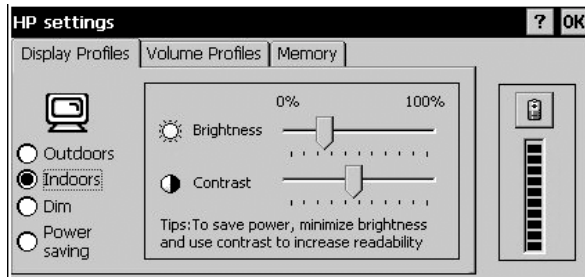 HP settings ? OK
Display Profiles Volume Profiles Memory
0% 100%
Brightness
Outdoors
Indoors
Contrast
Dim
Power
saving
Tips:To save power, minimize brightness
and use contrast to increase readability